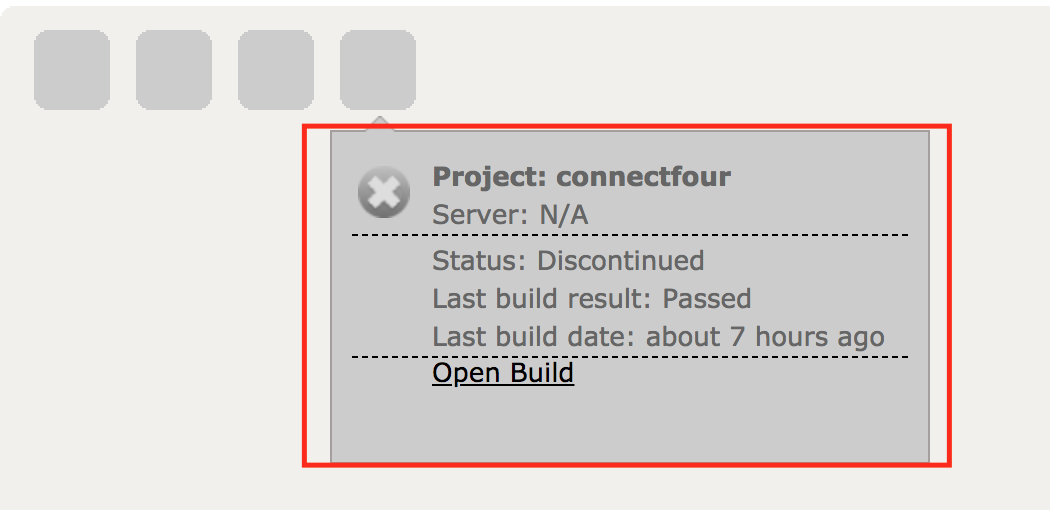 Project: connectfour
Server: N/A
Status: Discontinued
Last build result: Passed
Last build date: about 7 hours ago
Open Build